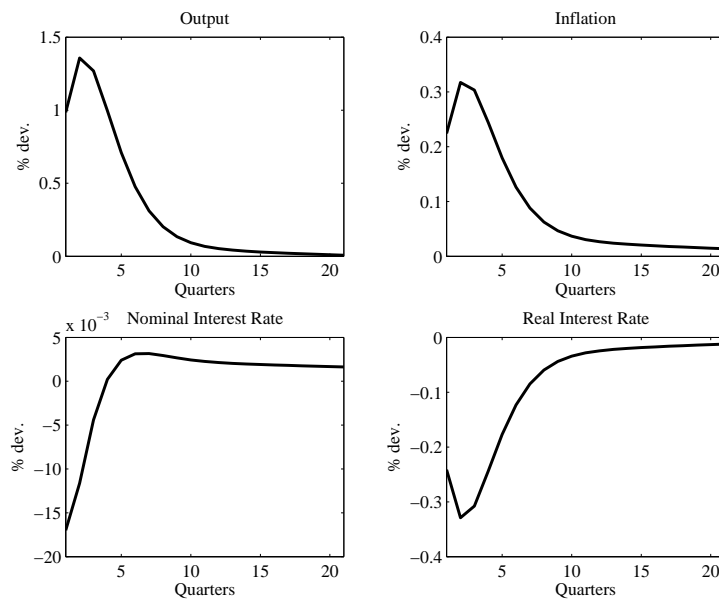 Output
1.5
1
0.5
0
% dev.
5 10 15 20
Quarters
Inflation
0.4
0.3
0.2
0.1
0
% dev.
5 10 15 20
Quarters
Nominal Interest Rate
x 10−3
5
0
−5
−10
−15
−20
% dev.
5 10 15 20
Quarters
Real Interest Rate
0
−0.1
−0.2
−0.3
−0.4
% dev.
5 10 15 20
Quarters